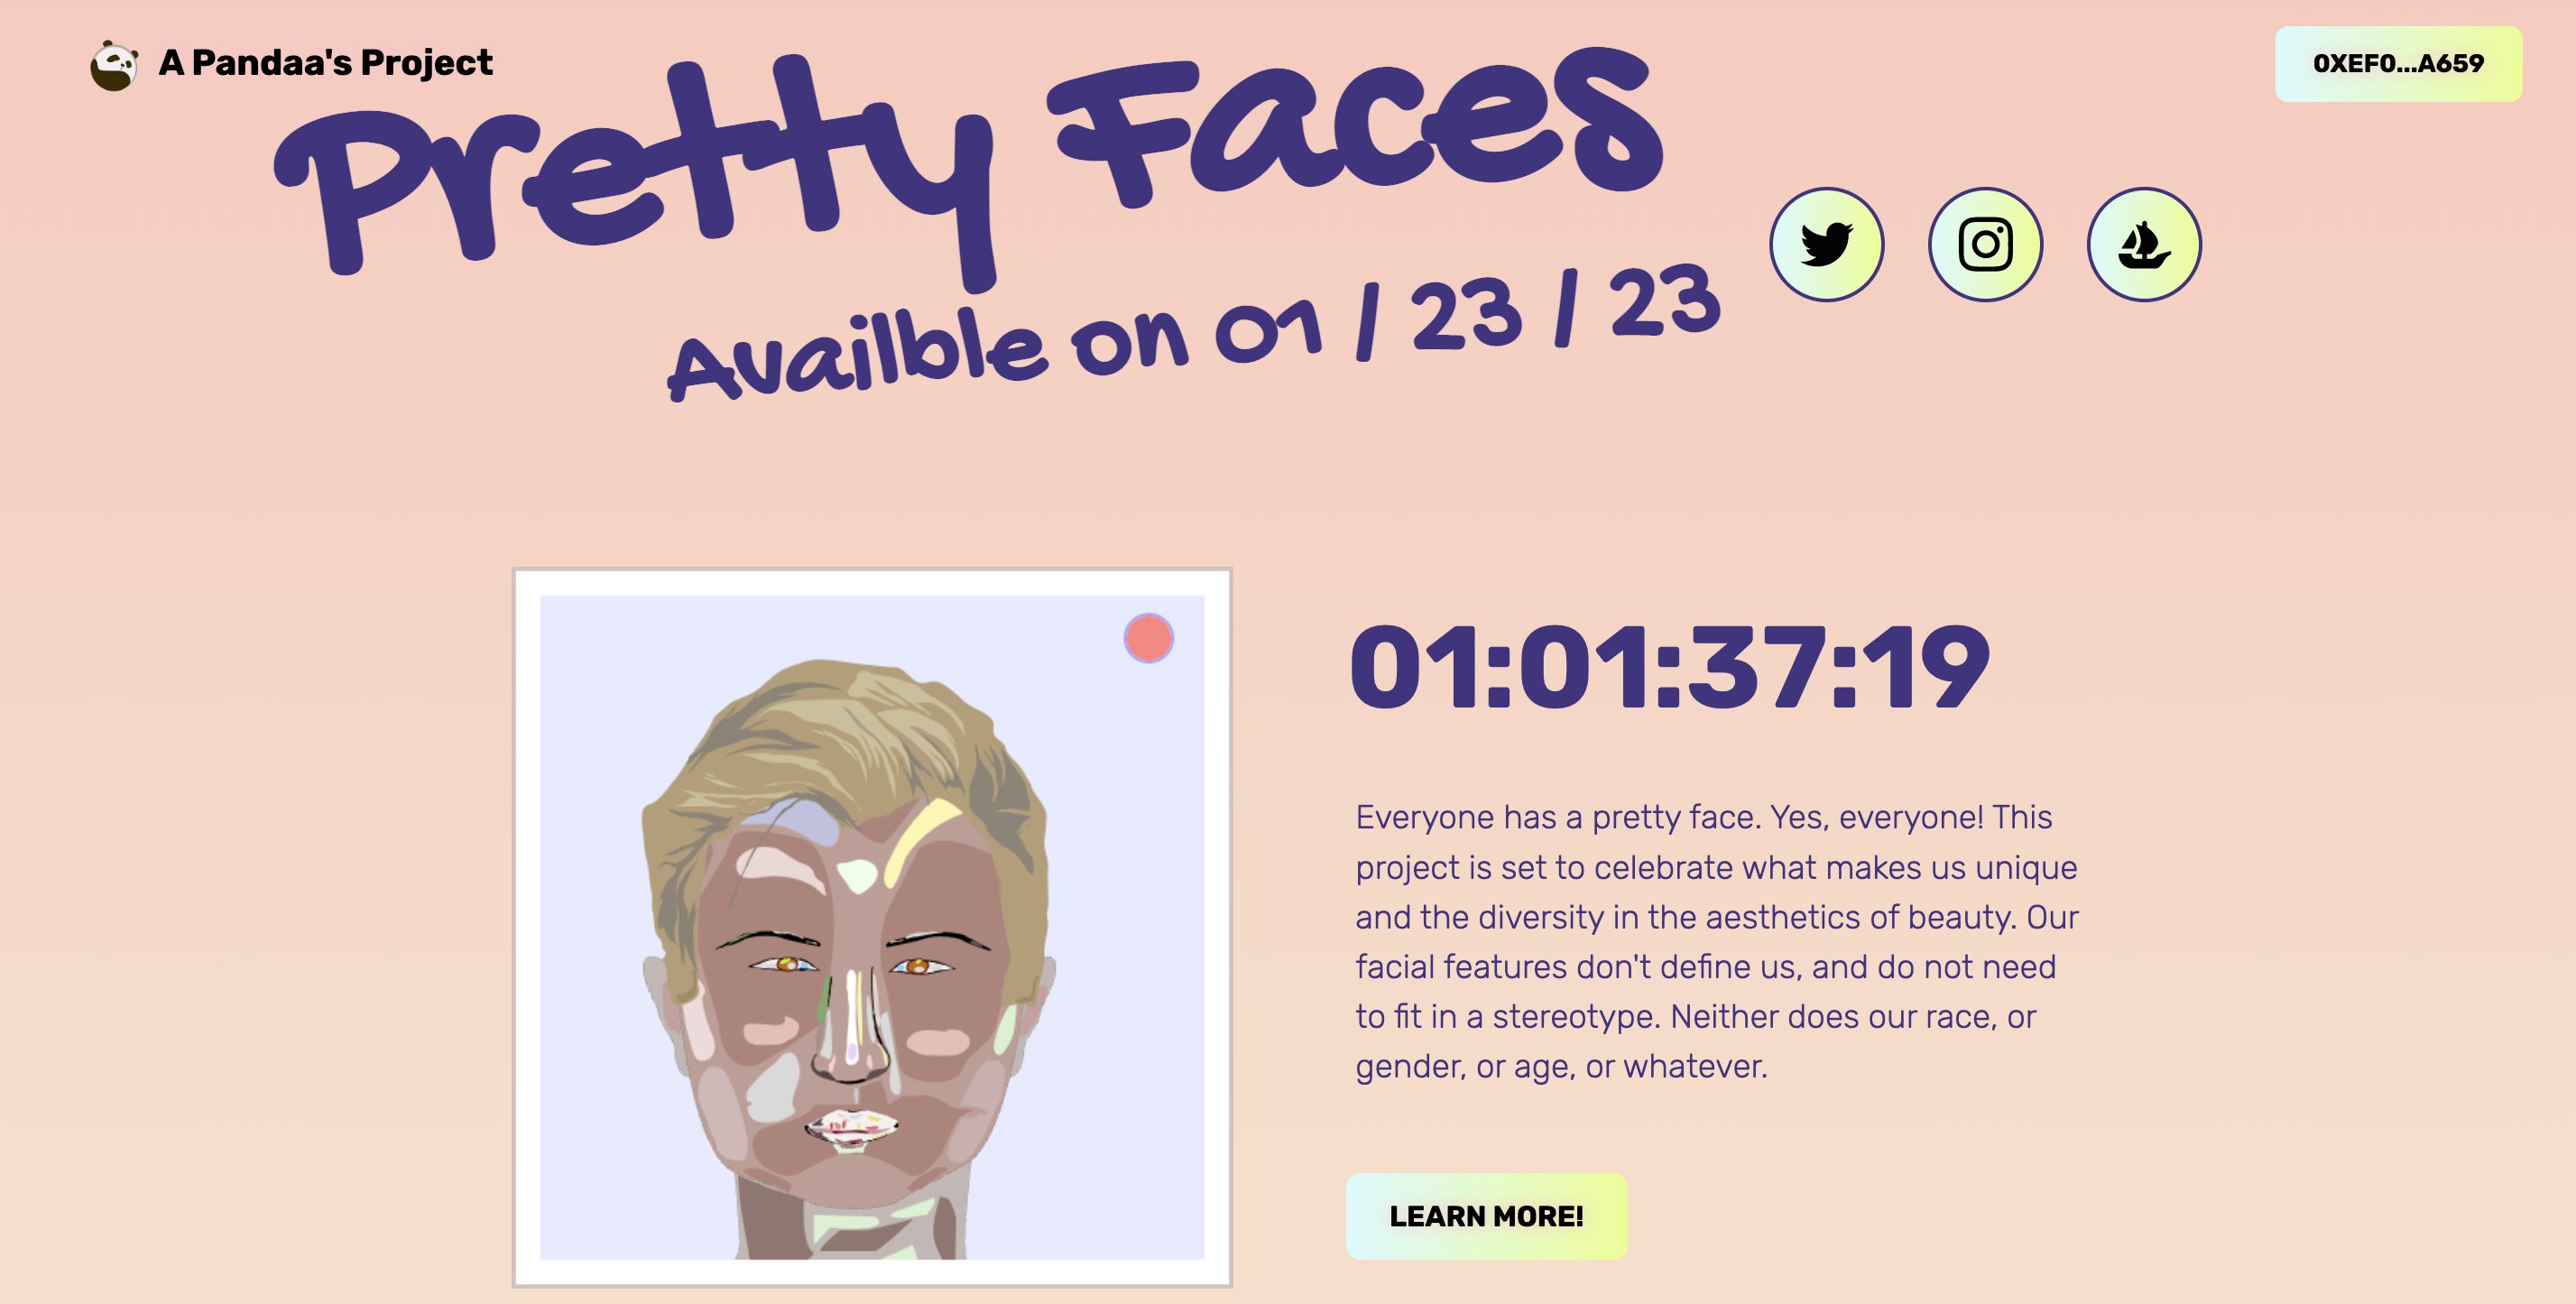 A Pandaa's Project
0XEF0...A659
Pretty Faces
Availble on 01 / 23 / 23
01:01:37:19
Everyone has a pretty face. Yes, everyone! This
project is set to celebrate what makes us unique
and the diversity in the aesthetics of beauty. Our
facial features don't define us, and do not need
to fit in a stereotype. Neither does our race, or
gender, or age, or whatever.
LEARN MORE!